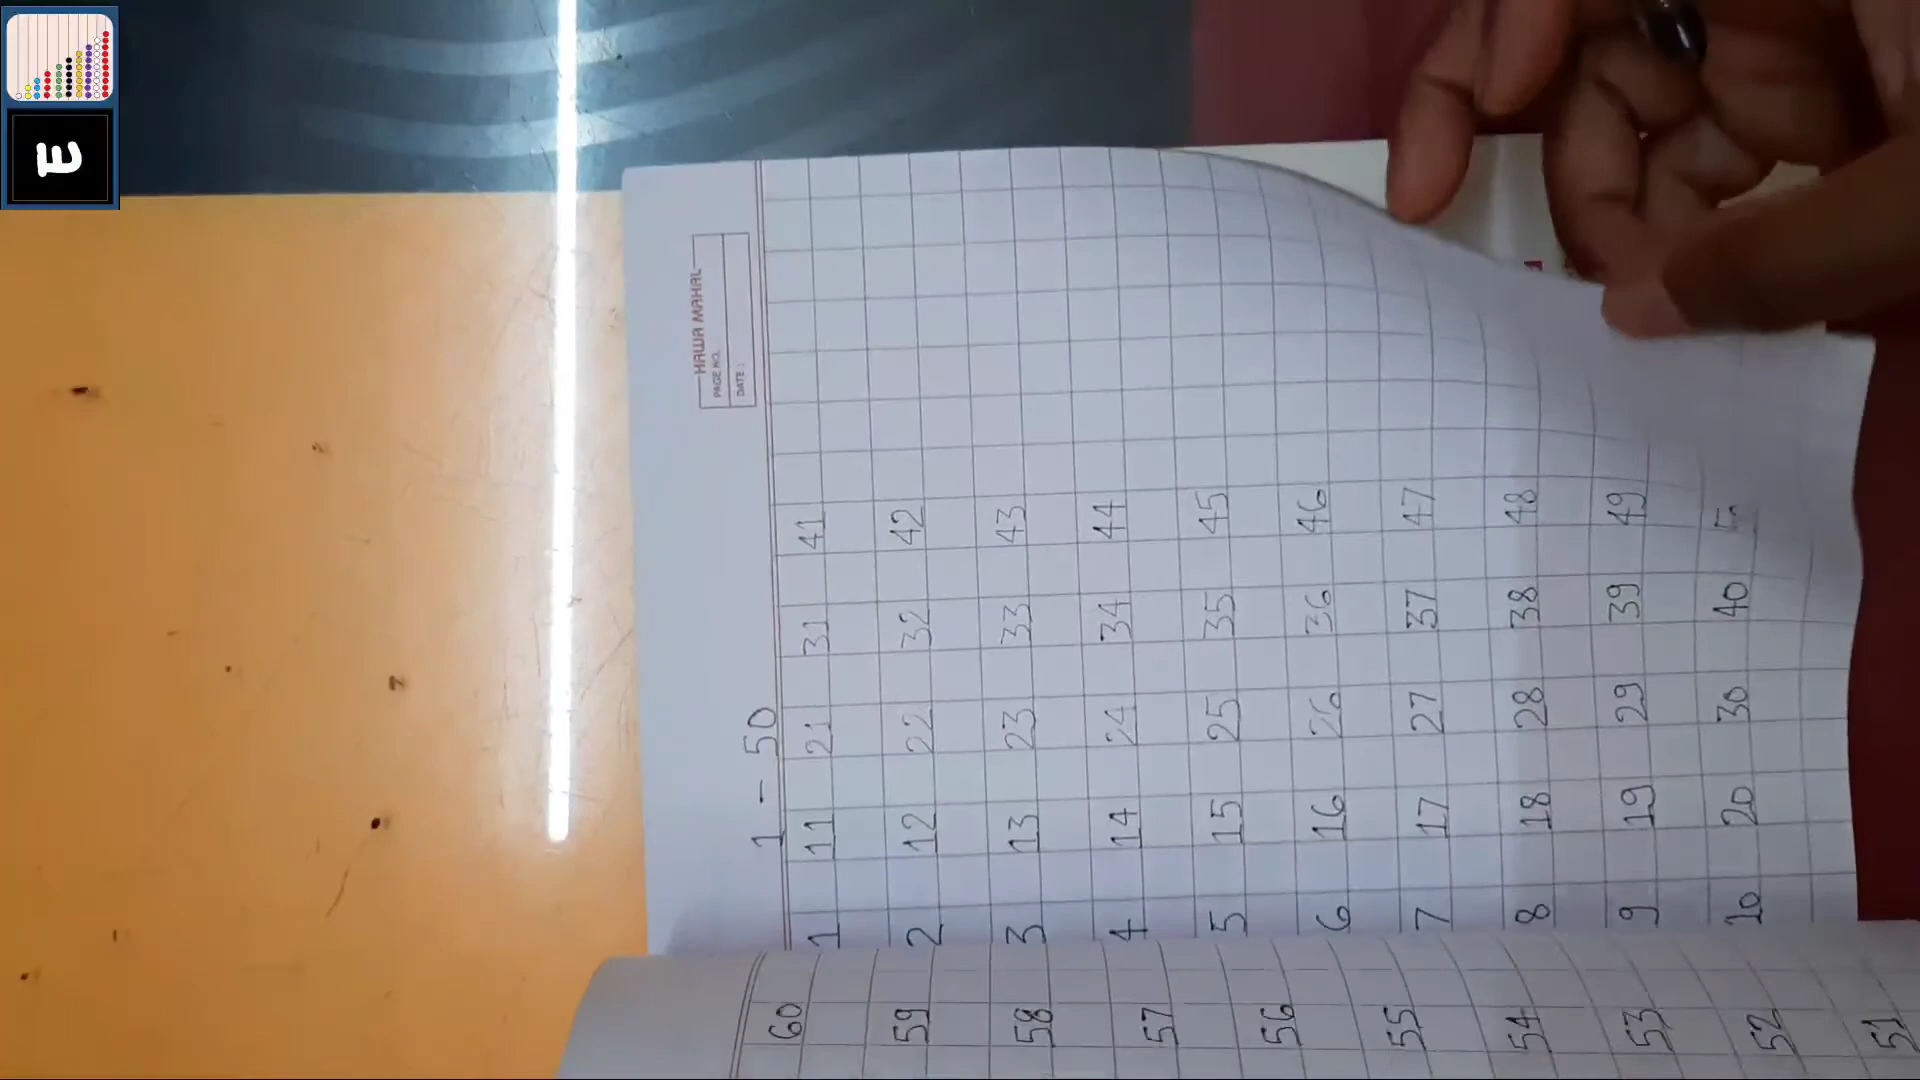 HAWA MAHAL
PAGE NO.
DATE :
1 - 50
1 11 21 31 41
2 12 22 32 42
3 13 23 33 43
4 14 24 34 44
5 15 25 35 45
6 16 26 36 46
7 17 27 37 47
8 18 28 38 48
9 19 29 39 49
10 20 30 40
60
59
58
57
56
55
54
53
52
51